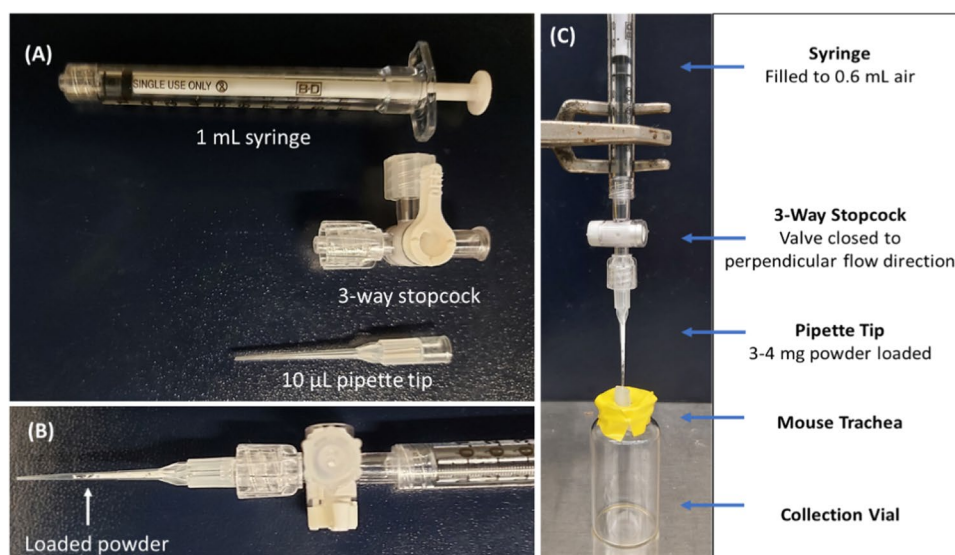 (A)
SINGLE USE ONLY
B-D
1 mL syringe
3-way stopcock
10 µL pipette tip
(B)
Loaded powder
(C)
Syringe
Filled to 0.6 mL air
3-Way Stopcock
Valve closed to
perpendicular flow direction
Pipette Tip
3-4 mg powder loaded
Mouse Trachea
Collection Vial